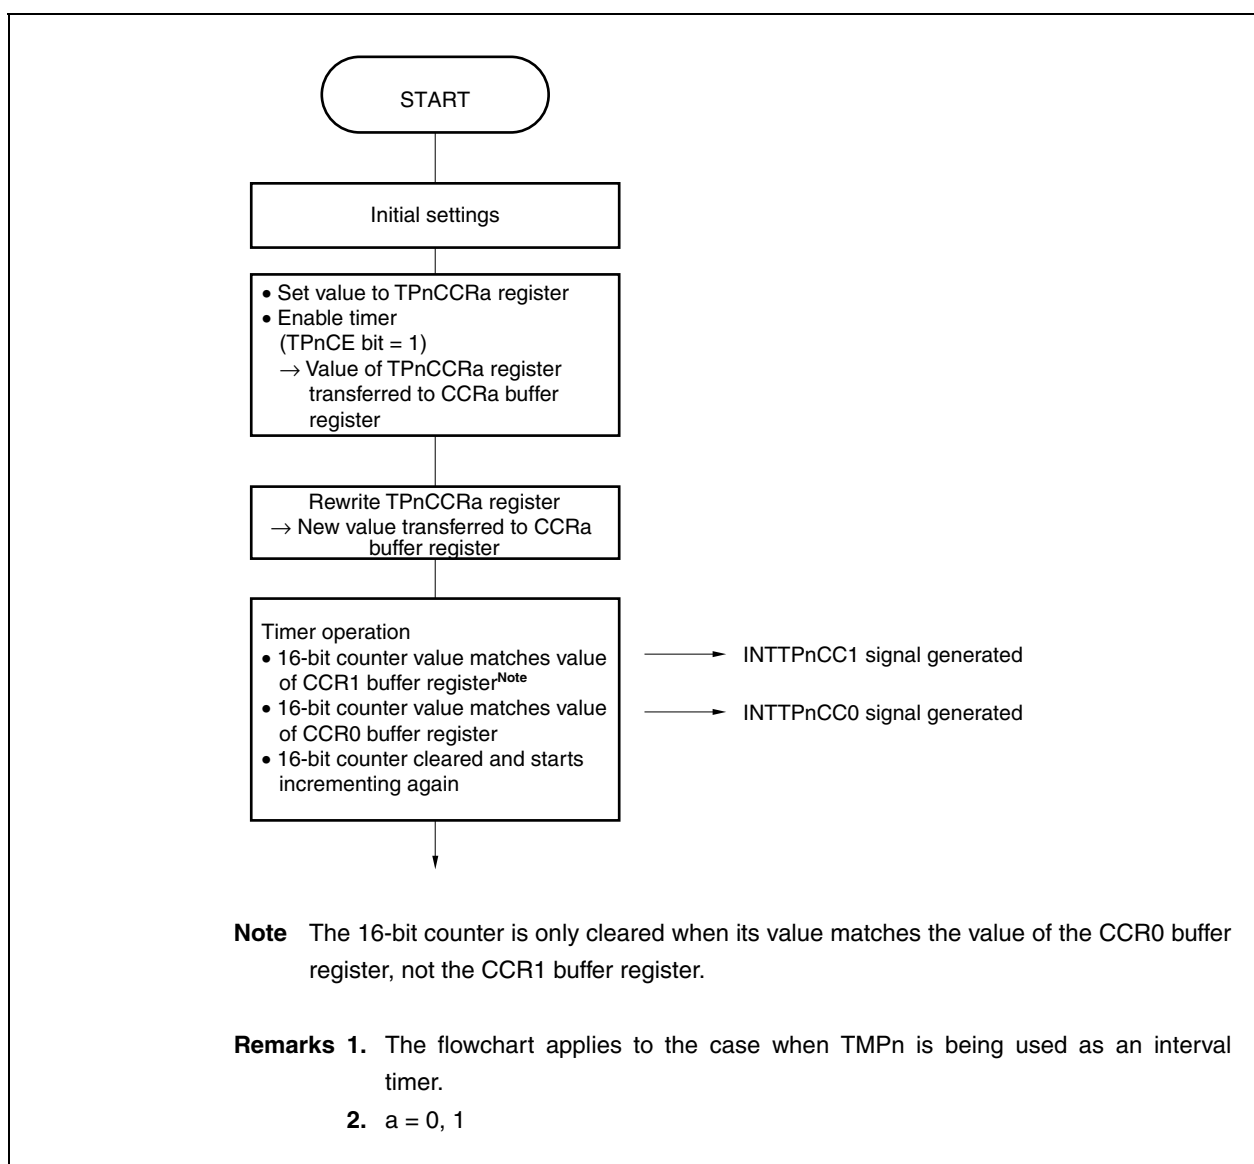 START
Initial settings
• Set value to TPnCCRa register
• Enable timer
(TPnCE bit = 1)
→ Value of TPnCCRa register
transferred to CCRa buffer
register
Rewrite TPnCCRa register
→ New value transferred to CCRa
buffer register
Timer operation
• 16-bit counter value matches value
of CCR1 buffer registerNote
INTTPnCC1 signal generated
• 16-bit counter value matches value
of CCR0 buffer register
INTTPnCC0 signal generated
• 16-bit counter cleared and starts
incrementing again
Note The 16-bit counter is only cleared when its value matches the value of the CCR0 buffer
register, not the CCR1 buffer register.
Remarks 1. The flowchart applies to the case when TMPn is being used as an interval
timer.
2. a = 0, 1